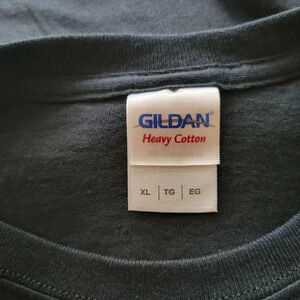 GILDAN
Heavy Cotton
XL | TG | EG